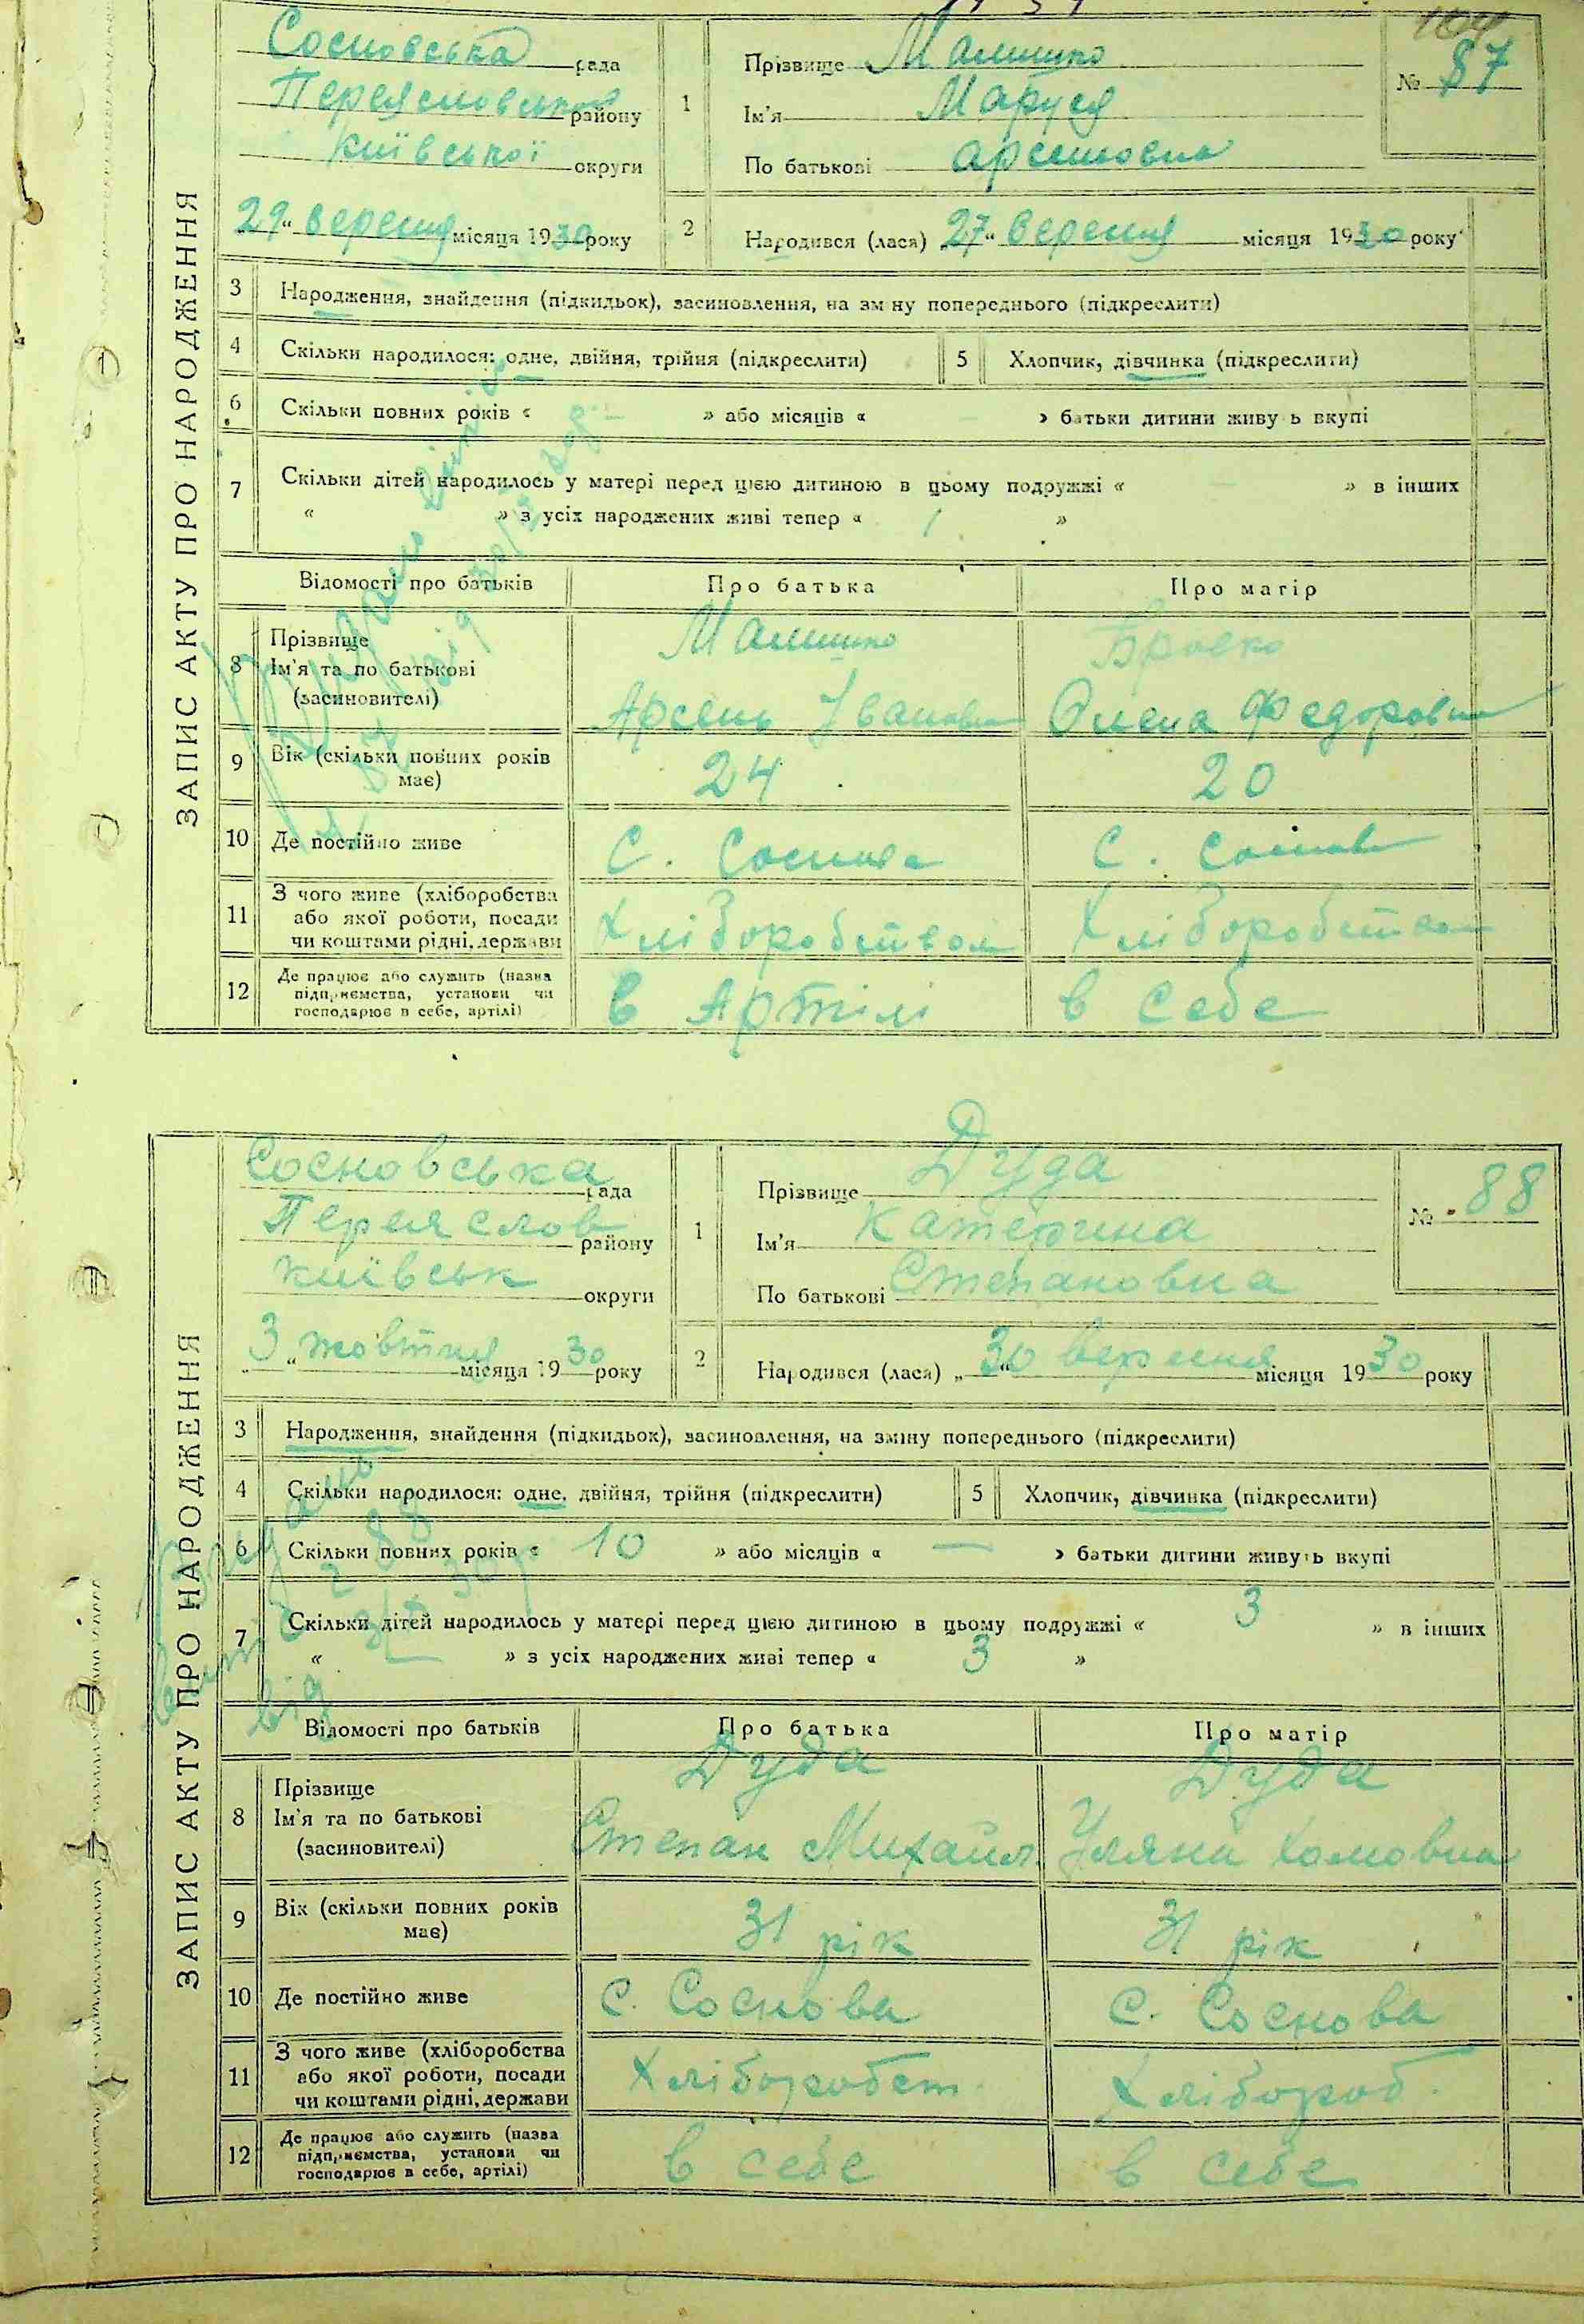 ЗАПИС АКТУ ПРО НАРОДЖЕННЯ
Сосновська рада
району
Київської округи
29 " вересня місяця 1930 року
1 Прізвище
Ім'я Маруся
По батькові Арсеновна
№ 87
2 Народився (лася) 27 " вересня місяця 1930 року
3 Народження, знайдення (підкидьок), засиновлення, на зм ну попереднього (підкреслити)
4 Скільки народилося: одне, двійня, трійня (підкреслити) 5 Хлопчик, дівчинка (підкреслити)
6 Скільки повних років « — » або місяців « — » батьки дитини живу ь вкупі
7 Скільки дітей народилось у матері перед цією дитиною в цьому подружжі « — » в інших
« » з усіх народжених живі тепер « 1 »
Відомості про батьків Про батька Про матір
8 Прізвище
Ім'я та по батькові
(засиновителі)
Арсень Іванович Олена Федоровна
9 Вік (скільки повних років має) 24 20
10 Де постійно живе С. Соснова С. Соснова
11 З чого живе (хліборобства
або якої роботи, посади
чи коштами рідні, держави
Хліборобством Хліборобством
12 Де працює або служить (назва
підприємства, установи чи
господарює в себе, артілі)
в Артілі в себе
ЗАПИС АКТУ ПРО НАРОДЖЕННЯ
Сосновська рада
Переяслов району
київськ округи
3 " жовтня місяця 1930 року
1 Прізвище Дуда
Ім'я Катерина
По батькові Степановна
№ 88
2 Народився (лася) „ 30 " вересня місяця 1930 року
3 Народження, знайдення (підкидьок), засиновлення, на зміну попереднього (підкреслити)
4 Скільки народилося: одне, двійня, трійня (підкреслити) 5 Хлопчик, дівчинка (підкреслити)
6 Скільки повних років « 10 » або місяців « — » батьки дитини живуть вкупі
7 Скільки дітей народилось у матері перед цією дитиною в цьому подружжі « 3 » в інших
« — » з усіх народжених живі тепер « 3 »
Відомості про батьків Про батька Про матір
8 Прізвище
Ім'я та по батькові
(засиновителі)
Дуда Дуда
Степан Михайл Уляна Хомовна
9 Вік (скільки повних років має) 31 рік 31 рік
10 Де постійно живе С. Соснова С. Соснова
11 З чого живе (хліборобства
або якої роботи, посади
чи коштами рідні, держави
Хліборобст Хлібороб.
12 Де працює або служить (назва
підприємства, установи чи
господарює в себе, артілі)
в себе в себе